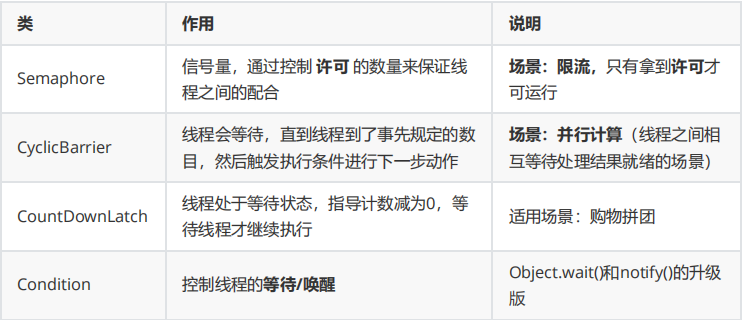 类 作用 说明
Semaphore
信号量，通过控制 许可 的数量来保证线
程之间的配合
场景：限流，只有拿到许可才
可运行
CyclicBarrier
线程会等待，直到线程到了事先规定的数
目，然后触发执行条件进行下一步动作
场景：并行计算（线程之间相
互等待处理结果就绪的场景）
CountDownLatch
线程处于等待状态，指导计数减为0，等
待线程才继续执行
适用场景：购物拼团
Condition
控制线程的等待/唤醒
Object.wait()和notify()的升级
版